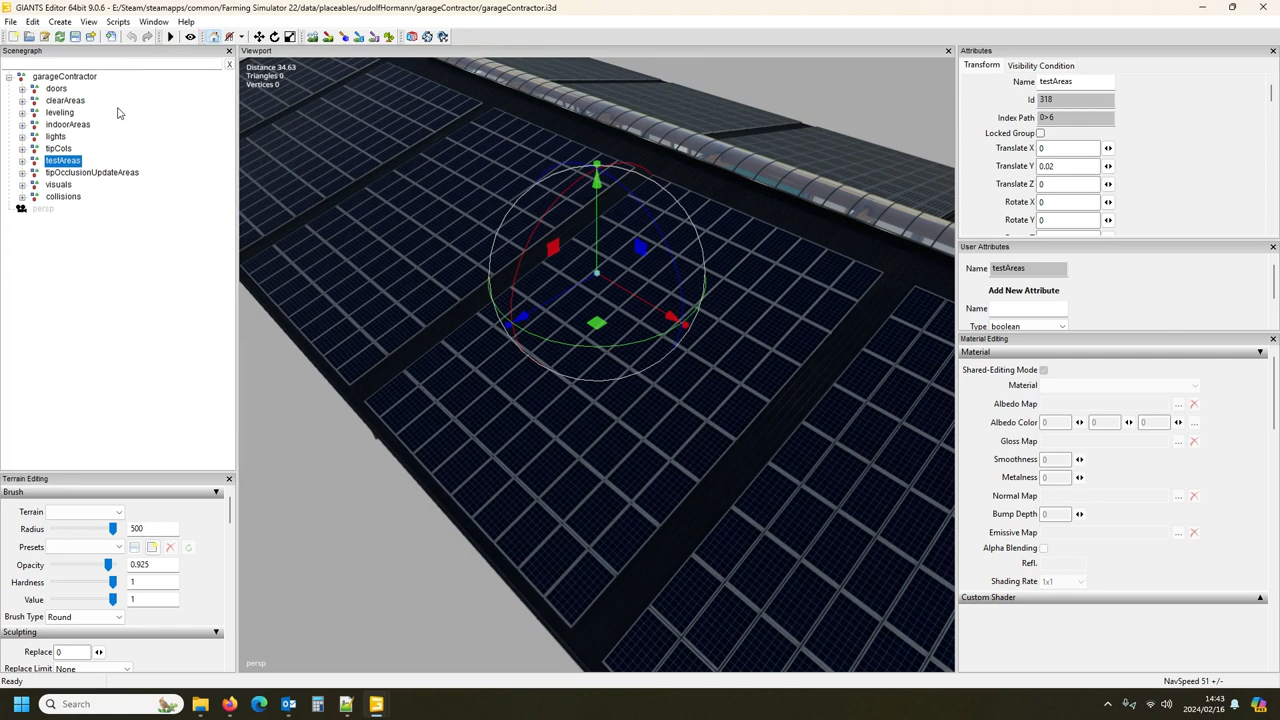 GIANTS Editor 64bit 9.0.6 - E:/Steam/steamapps/common/Farming Simulator 22/data/placeables/rudolfHormann/garageContractor/garageContractor.i3d
File Edit Create View Scripts Window Help
Scenegraph
garageContractor
doors
clearAreas
leveling
indoorAreas
lights
tipCols
testAreas
tipOcclusionUpdateAreas
visuals
collisions
persp
Terrain Editing
Brush
Terrain
Radius 500
Presets
Opacity 0.925
Hardness 1
Value 1
Brush Type Round
Sculpting
Replace 0
Replace Limit None
Ready
Viewport
Distance 34.63
Triangles 0
Vertices 0
persp
Attributes
Transform Visibility Condition
Name testAreas
Id 318
Index Path 0>6
Locked Group
Translate X 0
Translate Y 0.02
Translate Z 0
Rotate X 0
Rotate Y 0
User Attributes
Name testAreas
Add New Attribute
Name
Type boolean
Material Editing
Material
Shared-Editing Mode
Material
Albedo Map ...
Albedo Color 0 0 0 ...
Gloss Map ...
Smoothness 0
Metalness 0
Normal Map ...
Bump Depth 0
Emissive Map ...
Alpha Blending
Refl.
Shading Rate 1x1
Custom Shader
NavSpeed 51 +/-
Search
14:43
2024/02/16